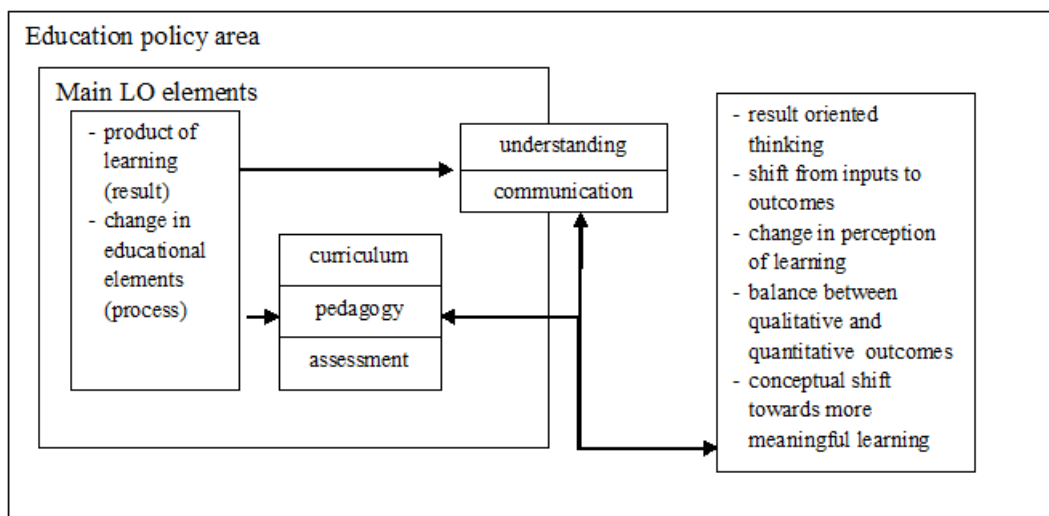 Education policy area
Main LO elements
- product of
learning
(result)
- change in
educational
elements
(process)
understanding
communication
curriculum
pedagogy
assessment
- result oriented
thinking
- shift from inputs to
outcomes
- change in perception
of learning
- balance between
qualitative and
quantitative outcomes
- conceptual shift
towards more
meaningful learning